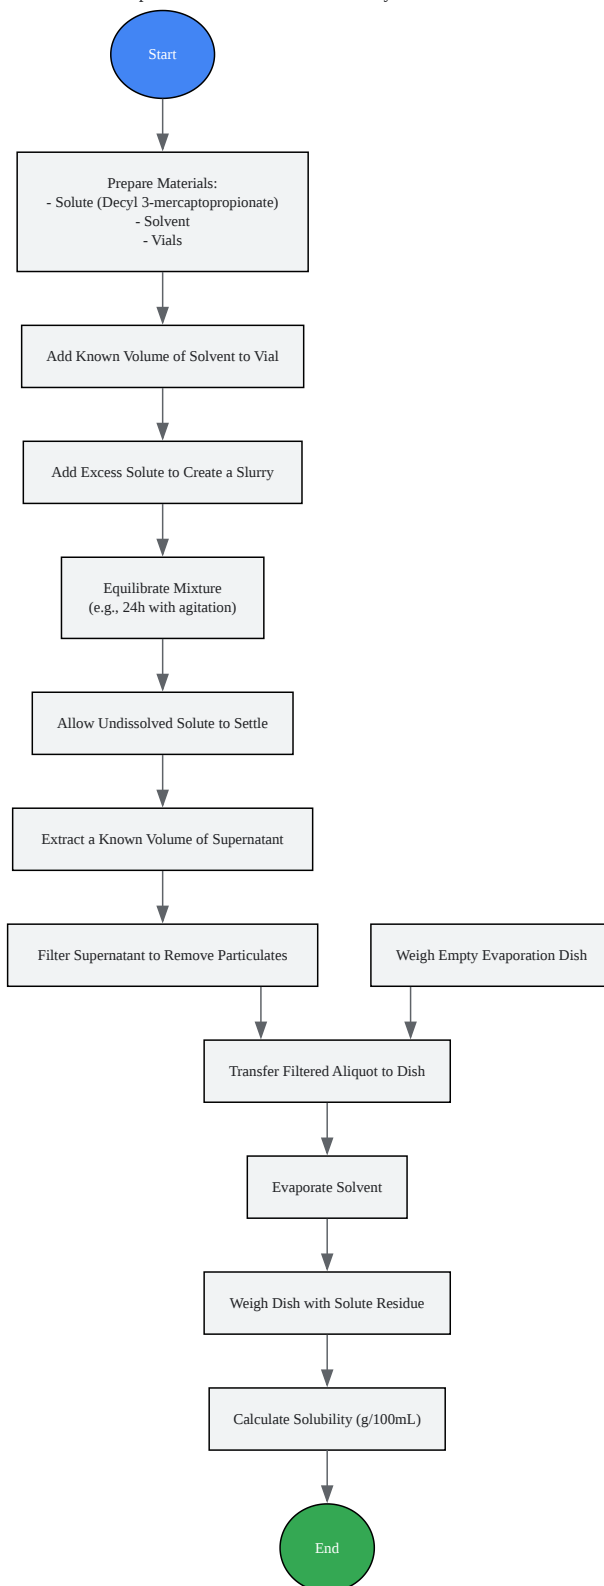 Start
Prepare Materials:
- Solute (Decyl 3-mercaptopropionate)
- Solvent
- Vials
Add Known Volume of Solvent to Vial
Add Excess Solute to Create a Slurry
Equilibrate Mixture
(e.g., 24h with agitation)
Allow Undissolved Solute to Settle
Extract a Known Volume of Supernatant
Filter Supernatant to Remove Particulates
Weigh Empty Evaporation Dish
Transfer Filtered Aliquot to Dish
Evaporate Solvent
Weigh Dish with Solute Residue
Calculate Solubility (g/100mL)
End